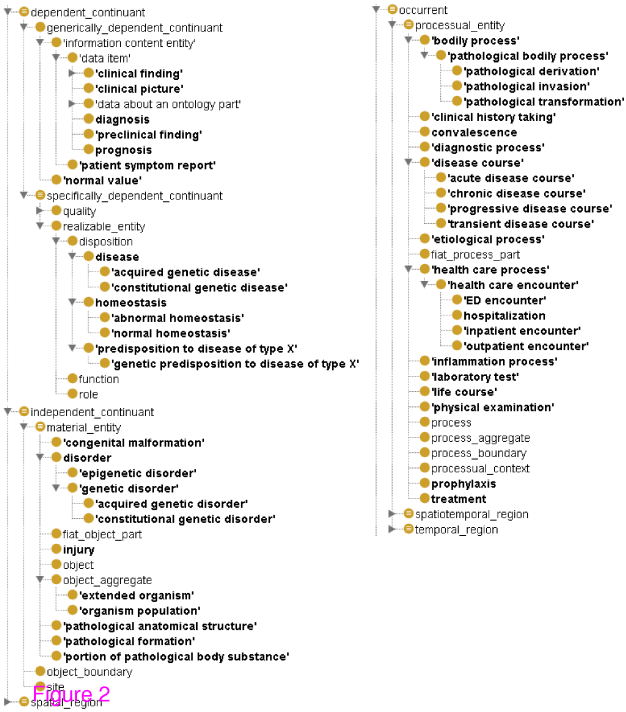 dependent_continuant
generically_dependent_continuant
'information content entity'
'data item'
'clinical finding'
'clinical picture'
'data about an ontology part'
diagnosis
'preclinical finding'
prognosis
'patient symptom report'
'normal value'
specifically_dependent_continuant
quality
realizable_entity
disposition
disease
'acquired genetic disease'
'constitutional genetic disease'
homeostasis
'abnormal homeostasis'
'normal homeostasis'
'predisposition to disease of type X'
'genetic predisposition to disease of type X'
function
role
independent_continuant
material_entity
'congenital malformation'
disorder
'epigenetic disorder'
'genetic disorder'
'acquired genetic disorder'
'constitutional genetic disorder'
fiat_object_part
injury
object
object_aggregate
'extended organism'
'organism population'
'pathological anatomical structure'
'pathological formation'
'portion of pathological body substance'
object_boundary
site
spatial_region
Figure 2
occurrent
processual_entity
'bodily process'
'pathological bodily process'
'pathological derivation'
'pathological invasion'
'pathological transformation'
'clinical history taking'
convalescence
'diagnostic process'
'disease course'
'acute disease course'
'chronic disease course'
'progressive disease course'
'transient disease course'
'etiological process'
fiat_process_part
'health care process'
'health care encounter'
'ED encounter'
hospitalization
'inpatient encounter'
'outpatient encounter'
'inflammation process'
'laboratory test'
'life course'
'physical examination'
process
process_aggregate
process_boundary
processual_context
prophylaxis
treatment
spatiotemporal_region
temporal_region